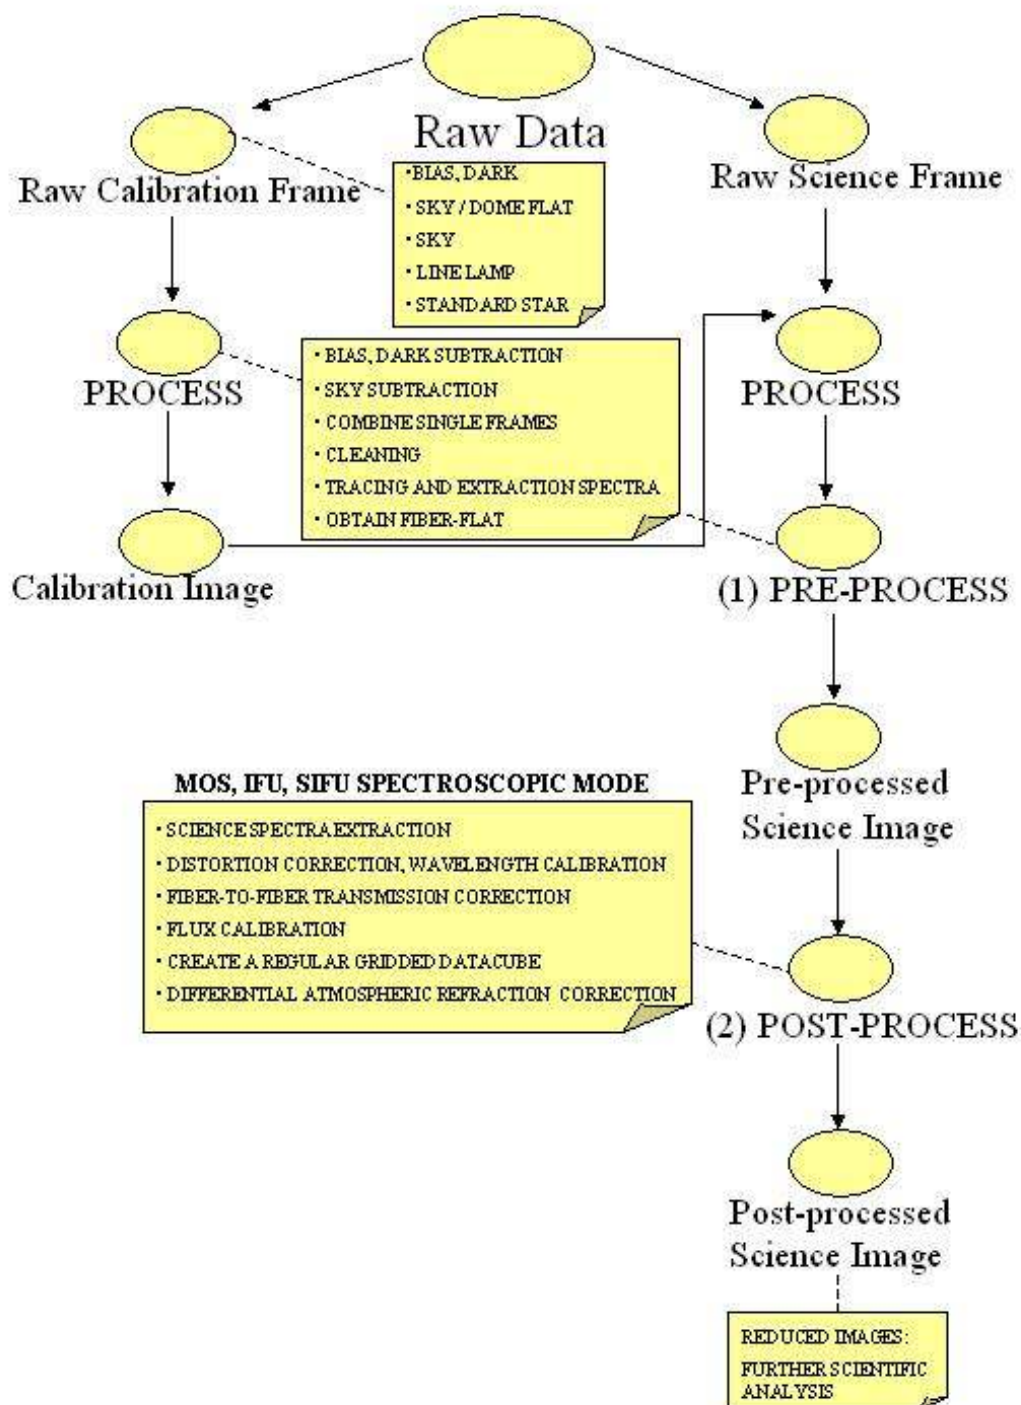 Raw Data
Raw Calibration Frame
• BIAS, DARK
• SKY / DOME FLAT
• SKY
• LINE LAMP
• STANDARD STAR
Raw Science Frame
PROCESS
• BIAS, DARK SUBTRACTION
• SKY SUBTRACTION
• COMBINE SINGLE FRAMES
• CLEANING
• TRACING AND EXTRACTION SPECTRA
• OBTAIN FIBER-FLAT
PROCESS
Calibration Image
(1) PRE-PROCESS
Pre-processed
Science Image
MOS, IFU, SIFU SPECTROSCOPIC MODE
• SCIENCE SPECTRA EXTRACTION
• DISTORTION CORRECTION, WAVELENGTH CALIBRATION
• FIBER-TO-FIBER TRANSMISSION CORRECTION
• FLUX CALIBRATION
• CREATE A REGULAR GRIDDED DATACUBE
• DIFFERENTIAL ATMOSPHERIC REFRACTION CORRECTION
(2) POST-PROCESS
Post-processed
Science Image
REDUCED IMAGES:
FURTHER SCIENTIFIC
ANALYSIS